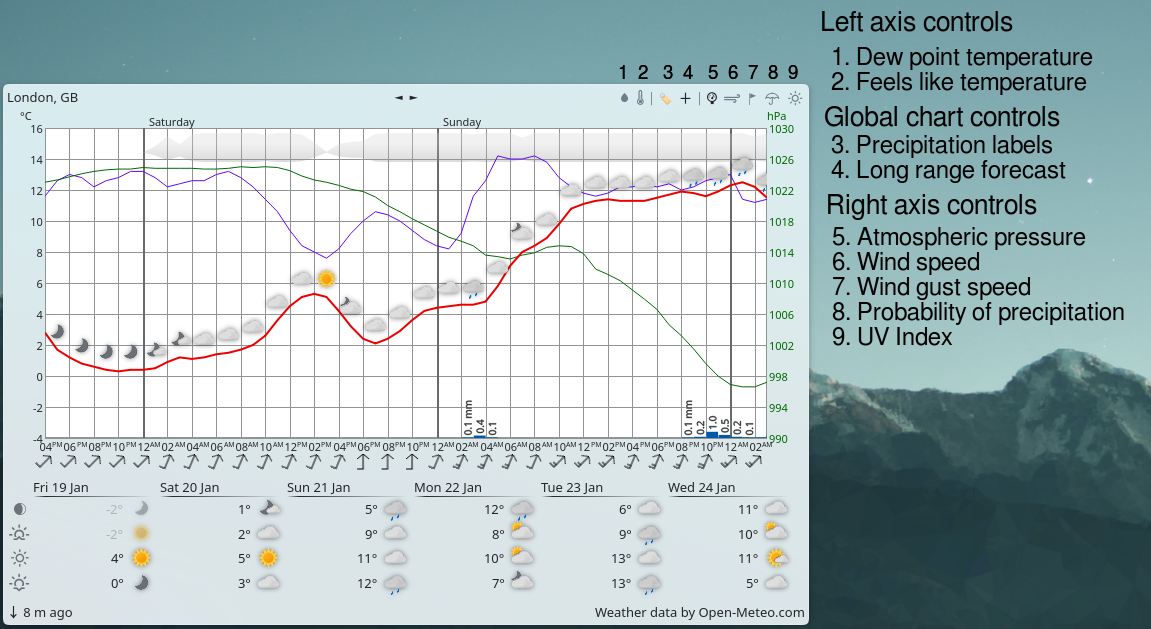 Left axis controls
1. Dew point temperature
2. Feels like temperature
Global chart controls
3. Precipitation labels
4. Long range forecast
Right axis controls
5. Atmospheric pressure
6. Wind speed
7. Wind gust speed
8. Probability of precipitation
9. UV Index
1 2 3 4 5 6 7 8 9
London, GB
°C hPa
Saturday Sunday
16 1030
14 1026
12 1022
10 1018
8 1014
6 1010
4 1006
2 1002
0 998
-2 994
-4 990
0.1 mm 0.4 0.1 0.1 mm 0.2 1.0 0.5 0.2 0.1
04PM 06PM 08PM 10PM 12AM 02AM 04AM 06AM 08AM 10AM 12PM 02PM 04PM 06PM 08PM 10PM 12AM 02AM 04AM 06AM 08AM 10AM 12PM 02PM 04PM 06PM 08PM 10PM 12AM 02AM
Fri 19 Jan Sat 20 Jan Sun 21 Jan Mon 22 Jan Tue 23 Jan Wed 24 Jan
-2° 1° 5° 12° 6° 11°
-2° 2° 9° 8° 9° 10°
4° 5° 11° 10° 13° 11°
0° 3° 12° 7° 13° 5°
↓ 8 m ago Weather data by Open-Meteo.com